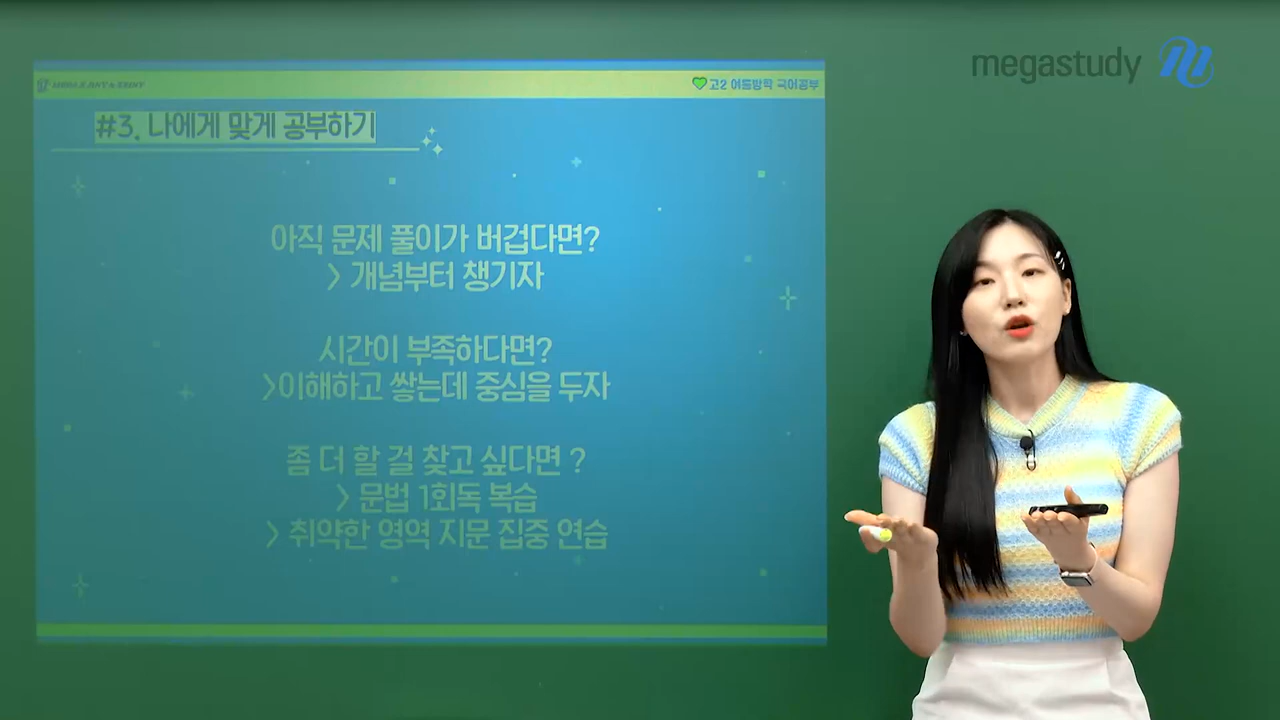 megastudy
고2 여름방학 국어공부
#3. 나에게 맞게 공부하기
아직 문제 풀이가 버겁다면?
> 개념부터 챙기자
시간이 부족하다면?
>이해하고 쌓는데 중심을 두자
좀 더 할 걸 찾고 싶다면 ?
> 문법 1회독 복습
> 취약한 영역 지문 집중 연습